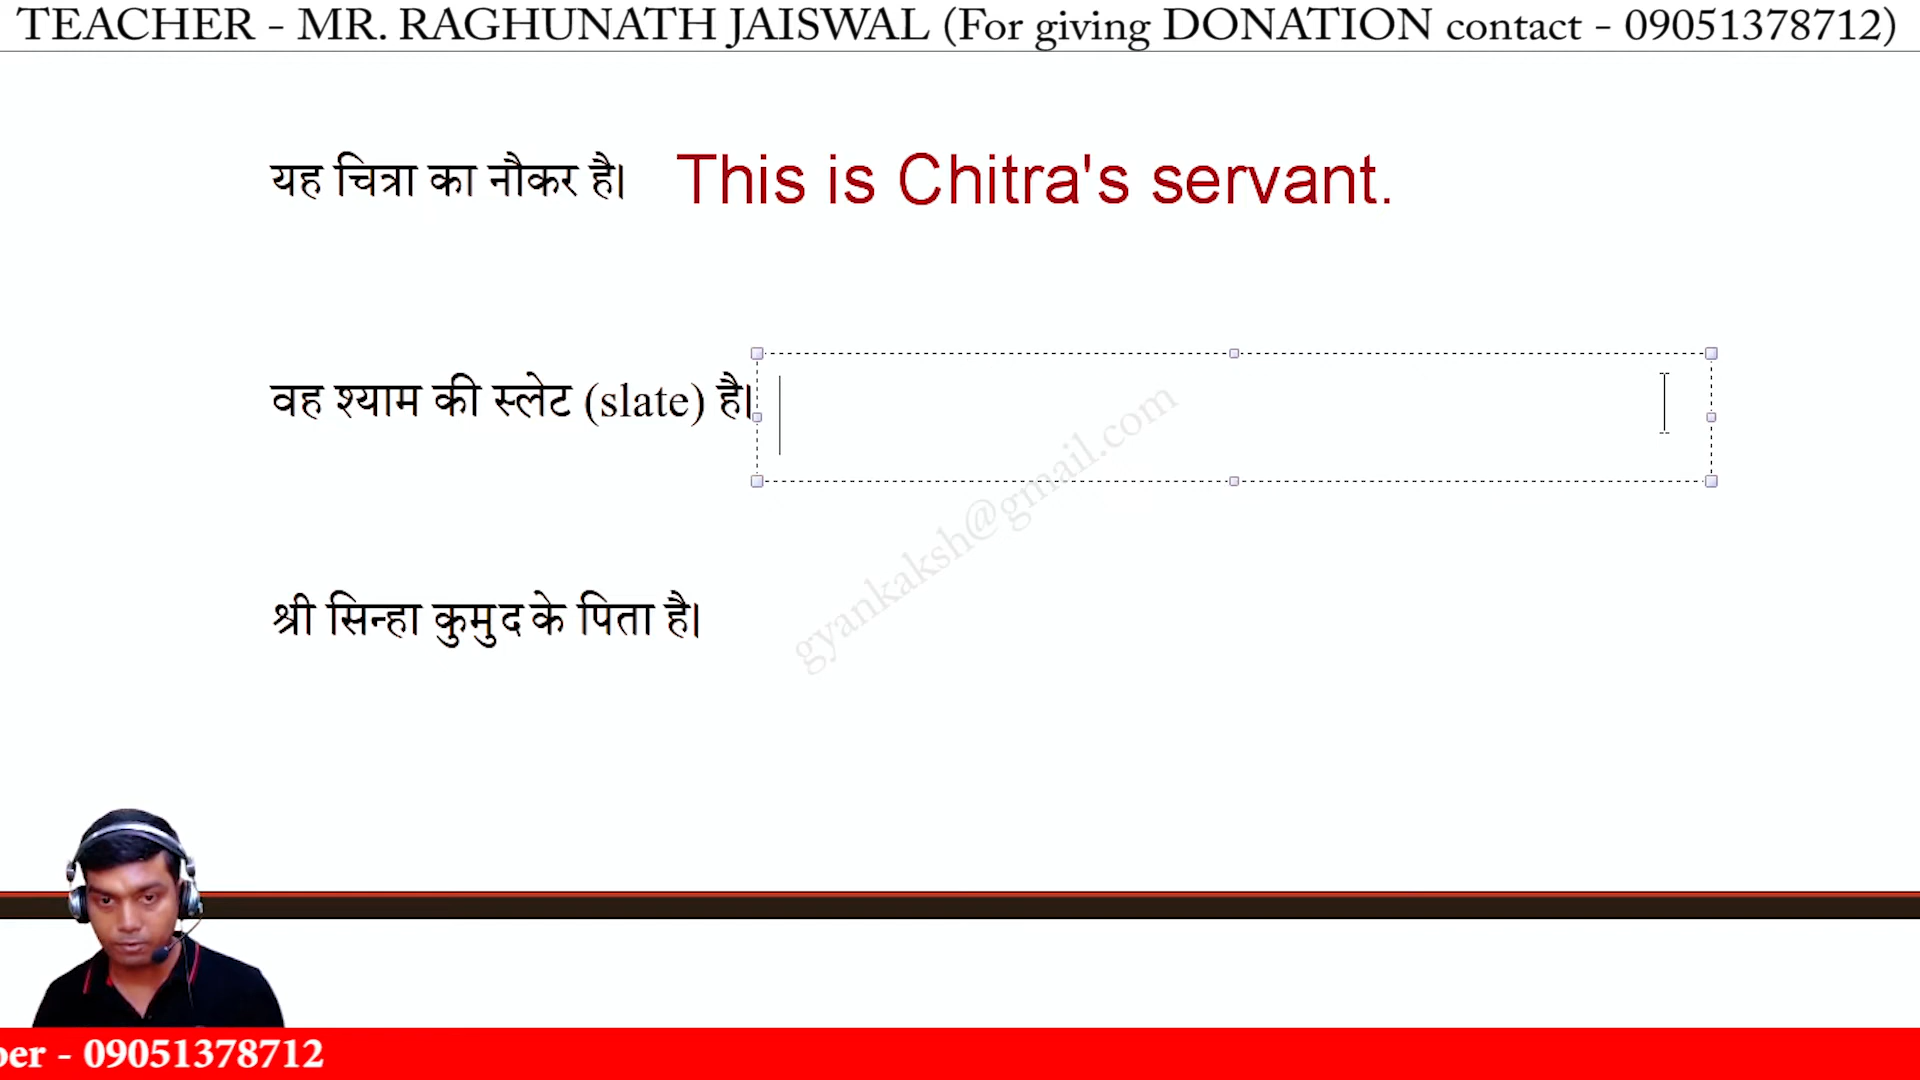 TEACHER - MR. RAGHUNATH JAISWAL (For giving DONATION contact - 09051378712)
यह चित्रा का नौकर है। This is Chitra's servant.
वह श्याम की स्लेट (slate) है।
gyankaksh@gmail.com
श्री सिन्हा कुमुद के पिता है।
ber - 09051378712